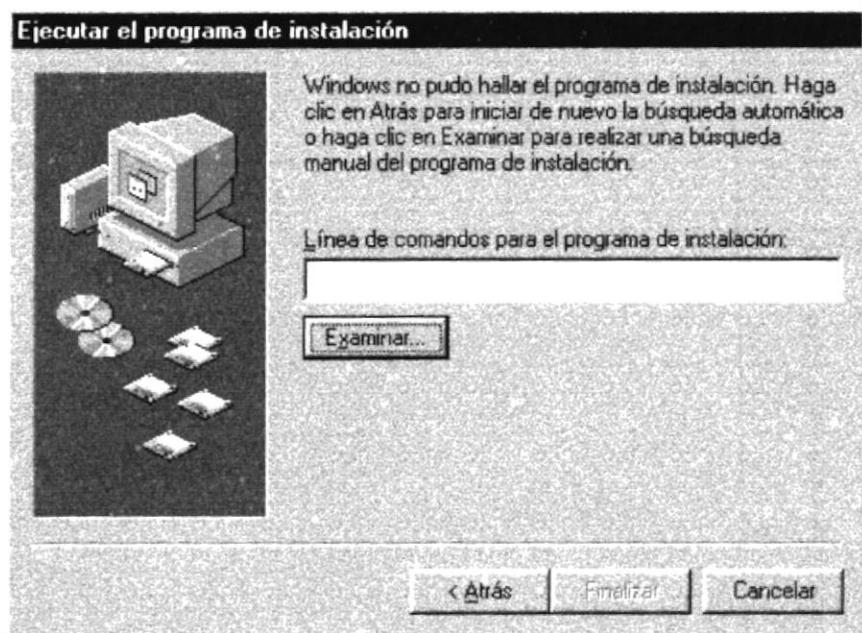 Ejecutar el programa de instalación
Windows no pudo hallar el programa de instalación. Haga
clic en Atrás para iniciar de nuevo la búsqueda automática
o haga clic en Examinar para realizar una búsqueda
manual del programa de instalación.
Línea de comandos para el programa de instalación:
Examinar...
< Atrás
Finalizar
Cancelar